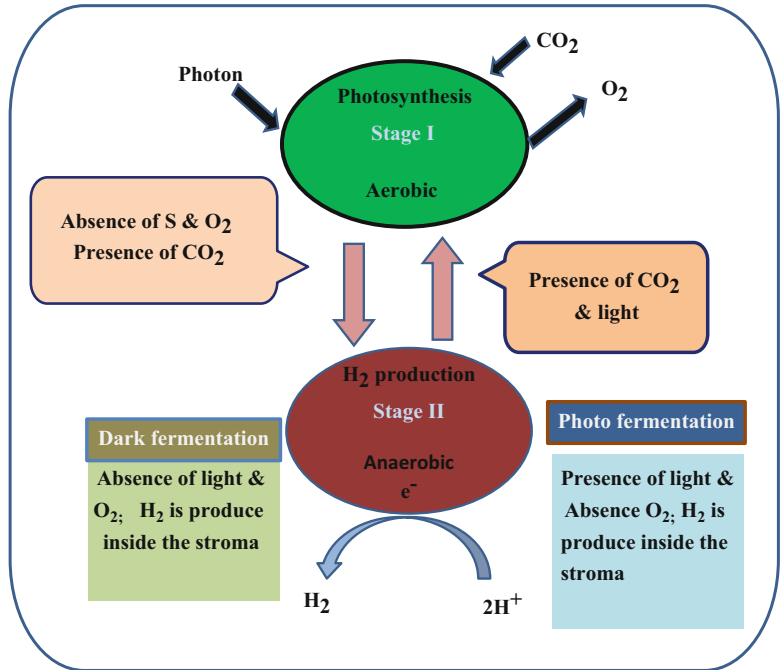 CO₂
Photon
O₂
Photosynthesis
Stage I
Aerobic
Absence of S & O₂
Presence of CO₂
Presence of CO₂
& light
H₂ production
Stage II
Anaerobic
e⁻
Dark fermentation
Absence of light &
O₂; H₂ is produce
inside the stroma
Photo fermentation
Presence of light &
Absence O₂; H₂ is
produce inside the
stroma
H₂
2H⁺